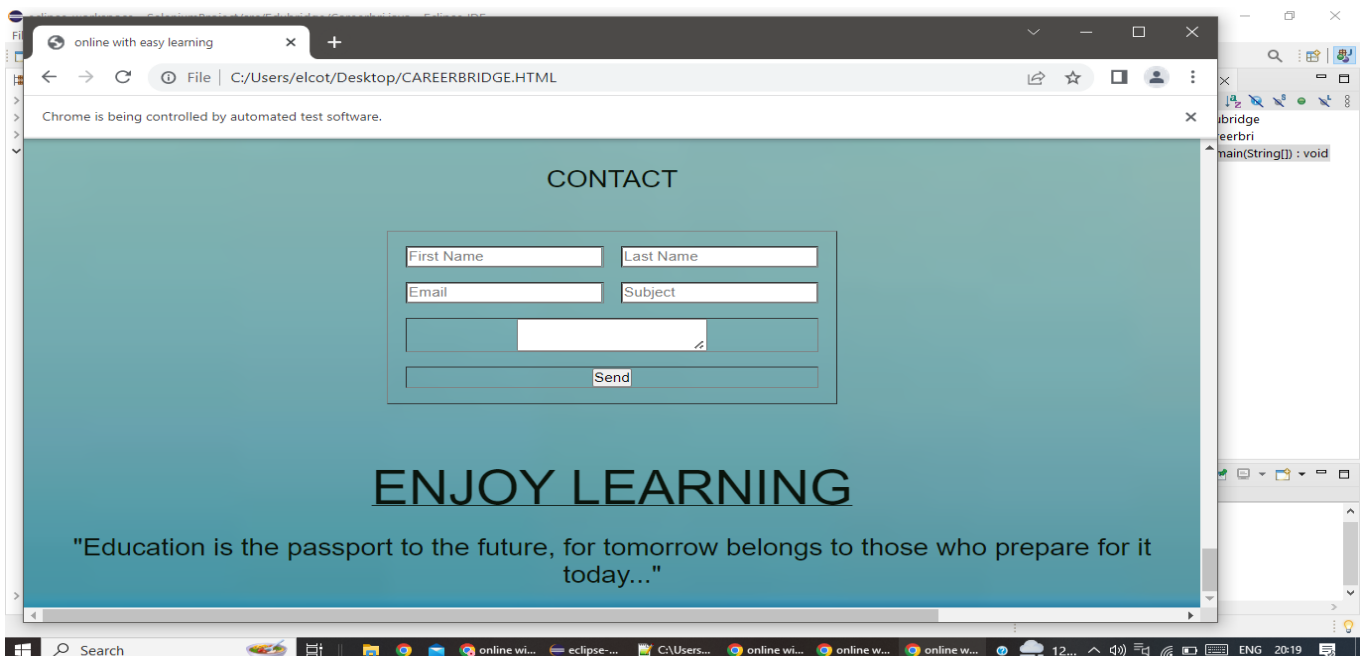 online with easy learning
File | C:/Users/elcot/Desktop/CAREERBRIDGE.HTML
Chrome is being controlled by automated test software.
main(String[]) : void
CONTACT
First Name Last Name
Email Subject
Send
ENJOY LEARNING
"Education is the passport to the future, for tomorrow belongs to those who prepare for it
today..."
Search online wi... eclipse-... C:\Users... online wi... online w... online w... 12... ENG 20:19